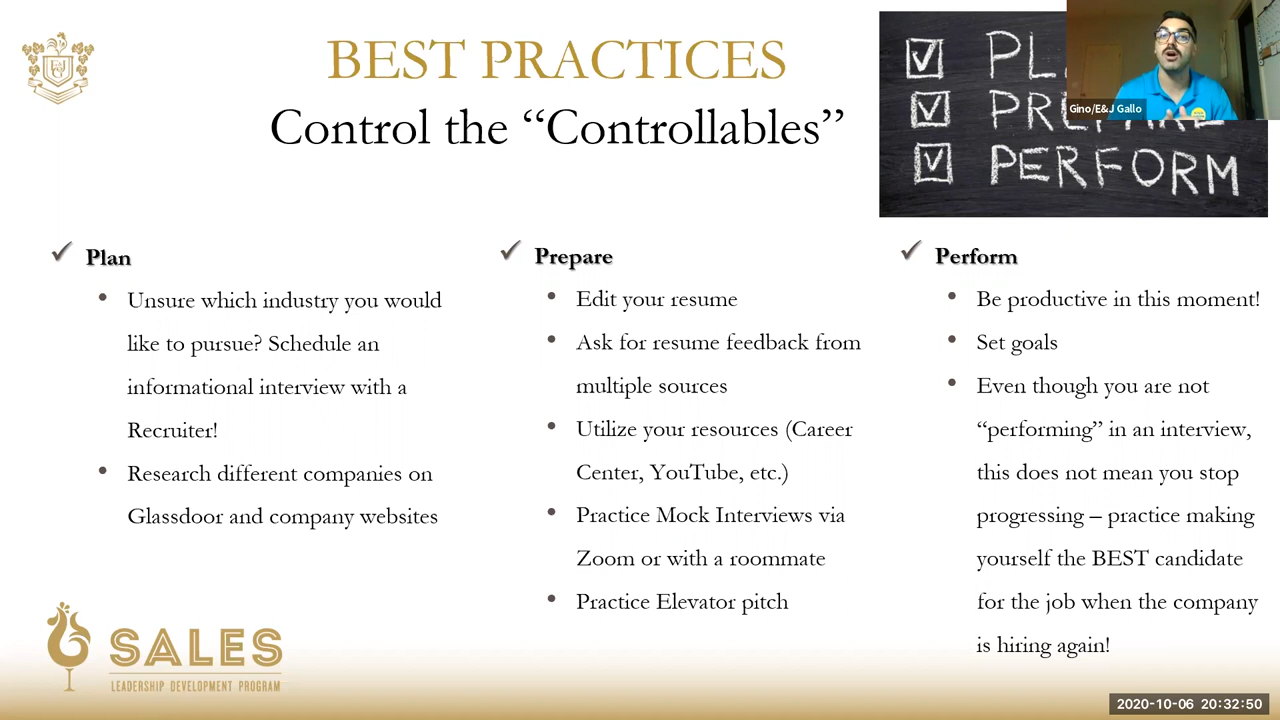 BEST PRACTICES
Control the “Controllables”
PERFORM
Gino/E&J Gallo
Plan
Unsure which industry you would
like to pursue? Schedule an
informational interview with a
Recruiter!
Research different companies on
Glassdoor and company websites
Prepare
Edit your resume
Ask for resume feedback from
multiple sources
Utilize your resources (Career
Center, YouTube, etc.)
Practice Mock Interviews via
Zoom or with a roommate
Practice Elevator pitch
Perform
Be productive in this moment!
Set goals
Even though you are not
“performing” in an interview,
this does not mean you stop
progressing – practice making
yourself the BEST candidate
for the job when the company
is hiring again!
SALES
LEADERSHIP DEVELOPMENT PROGRAM
2020-10-06 20:32:50